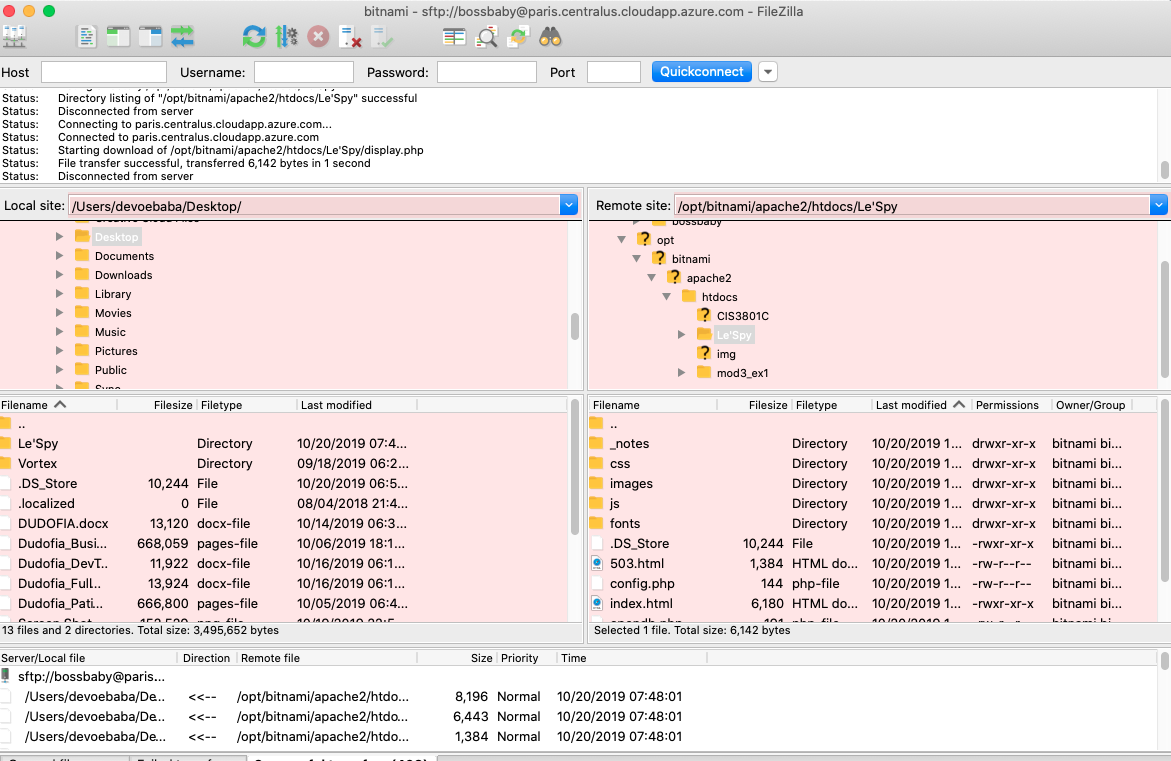 bitnami - sftp://bossbaby@paris.centralus.cloudapp.azure.com - FileZilla
Host Username: Password: Port Quickconnect
Status: Directory listing of "/opt/bitnami/apache2/htdocs/Le'Spy" successful
Status: Disconnected from server
Status: Connecting to paris.centralus.cloudapp.azure.com...
Status: Connected to paris.centralus.cloudapp.azure.com
Status: Starting download of /opt/bitnami/apache2/htdocs/Le'Spy/display.php
Status: File transfer successful, transferred 6,142 bytes in 1 second
Status: Disconnected from server
Local site: /Users/devoebaba/Desktop/
Desktop
Documents
Downloads
Library
Movies
Music
Pictures
Public
Remote site: /opt/bitnami/apache2/htdocs/Le'Spy
bossbaby
opt
bitnami
apache2
htdocs
CIS3801C
Le'Spy
img
mod3_ex1
Filename Filesize Filetype Last modified
..
Le'Spy Directory 10/20/2019 07:4...
Vortex Directory 09/18/2019 06:2...
.DS_Store 10,244 File 10/20/2019 06:5...
.localized 0 File 08/04/2018 21:4...
DUDOFIA.docx 13,120 docx-file 10/14/2019 06:3...
Dudofia_Busi... 668,059 pages-file 10/06/2019 18:1...
Dudofia_DevT... 11,922 docx-file 10/16/2019 06:1...
Dudofia_Full... 13,924 docx-file 10/16/2019 06:1...
Dudofia_Pati... 666,800 pages-file 10/05/2019 06:4...
13 files and 2 directories. Total size: 3,495,652 bytes
Filename Filesize Filetype Last modified Permissions Owner/Group
..
_notes Directory 10/20/2019 1... drwxr-xr-x bitnami bi...
css Directory 10/20/2019 1... drwxr-xr-x bitnami bi...
images Directory 10/20/2019 1... drwxr-xr-x bitnami bi...
js Directory 10/20/2019 1... drwxr-xr-x bitnami bi...
fonts Directory 10/20/2019 1... drwxr-xr-x bitnami bi...
.DS_Store 10,244 File 10/20/2019 1... -rwxr-xr-x bitnami bi...
503.html 1,384 HTML do... 10/20/2019 1... -rw-r--r-- bitnami bi...
config.php 144 php-file 10/20/2019 1... -rw-r--r-- bitnami bi...
index.html 6,180 HTML do... 10/20/2019 1... -rwxr-xr-x bitnami bi...
Selected 1 file. Total size: 6,142 bytes
Server/Local file Direction Remote file Size Priority Time
sftp://bossbaby@paris...
/Users/devoebaba/De... <<-- /opt/bitnami/apache2/htdo... 8,196 Normal 10/20/2019 07:48:01
/Users/devoebaba/De... <<-- /opt/bitnami/apache2/htdo... 6,443 Normal 10/20/2019 07:48:01
/Users/devoebaba/De... <<-- /opt/bitnami/apache2/htdo... 1,384 Normal 10/20/2019 07:48:01